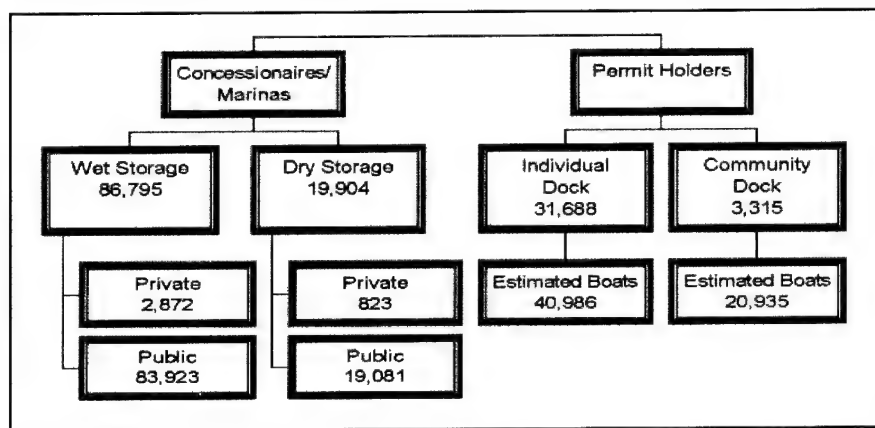 Concessionaires/
Marinas
Permit Holders
Wet Storage
86,795
Dry Storage
19,904
Individual
Dock
31,688
Community
Dock
3,315
Private
2,872
Private
823
Estimated Boats
40,986
Estimated Boats
20,935
Public
83,923
Public
19,081